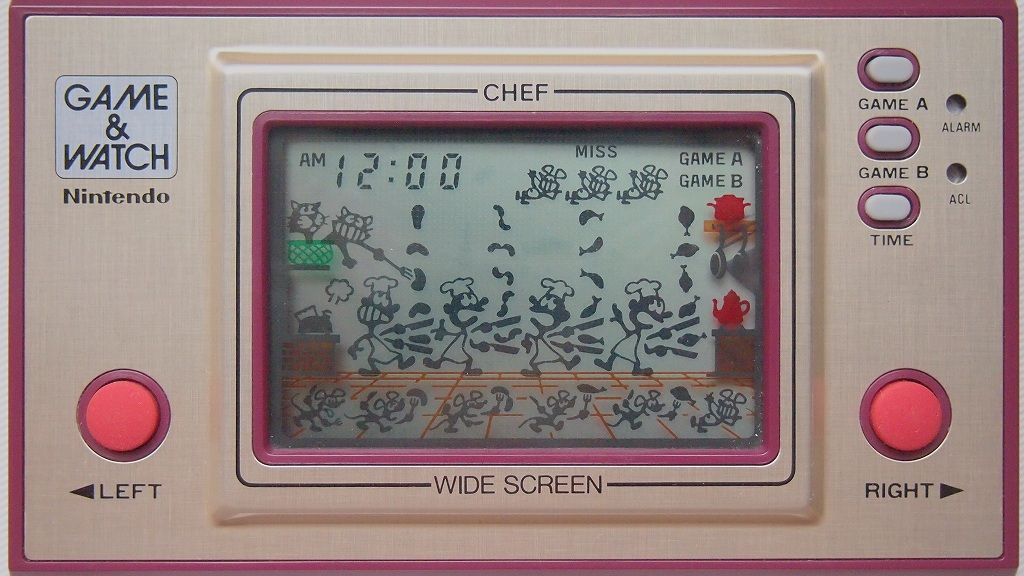 GAME
&
WATCH
Nintendo
CHEF
AM 12:00
MISS
GAME A
GAME B
GAME A
ALARM
GAME B
ACL
TIME
◀LEFT
WIDE SCREEN
RIGHT▶